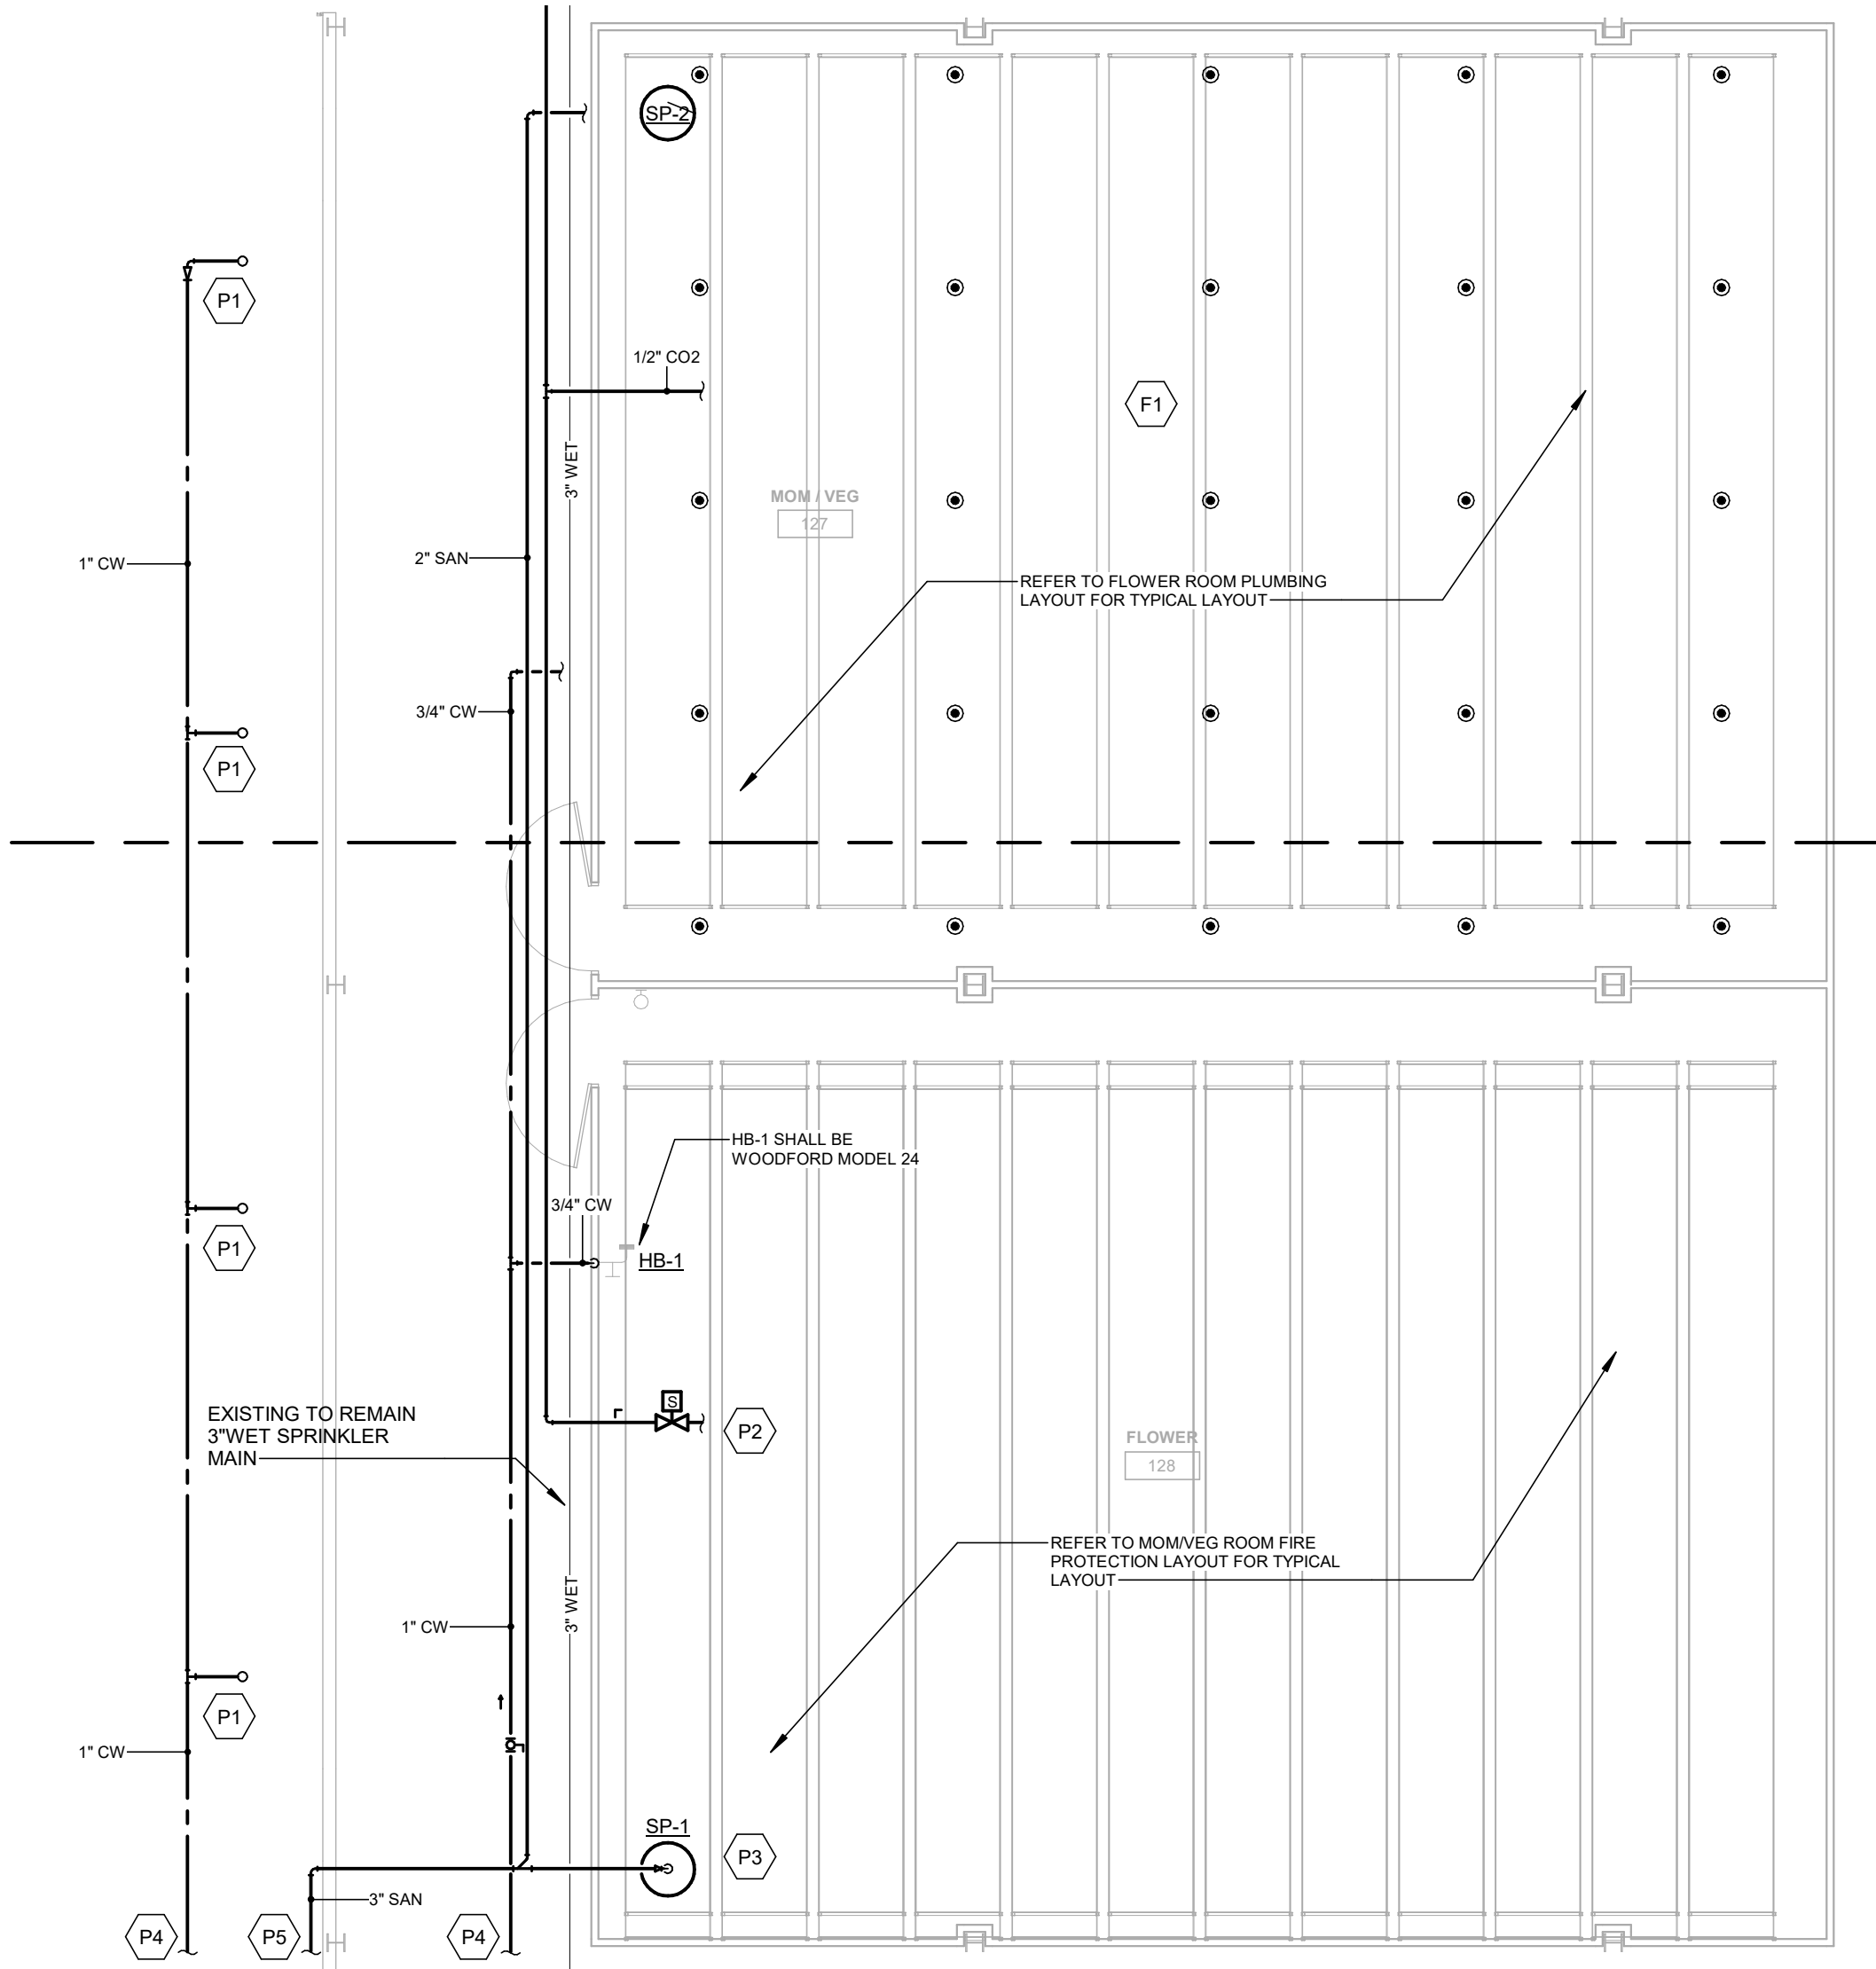 SP-2
P1
1/2" CO2
F1
3" WET
MOM / VEG
127
1" CW
2" SAN
REFER TO FLOWER ROOM PLUMBING
LAYOUT FOR TYPICAL LAYOUT
3/4" CW
P1
HB-1 SHALL BE
WOODFORD MODEL 24
3/4" CW
P1
HB-1
S
P2
EXISTING TO REMAIN
3"WET SPRINKLER
MAIN
FLOWER
128
REFER TO MOM/VEG ROOM FIRE
PROTECTION LAYOUT FOR TYPICAL
LAYOUT
3" WET
1" CW
P1
1" CW
SP-1
P3
3" SAN
P4
P5
P4